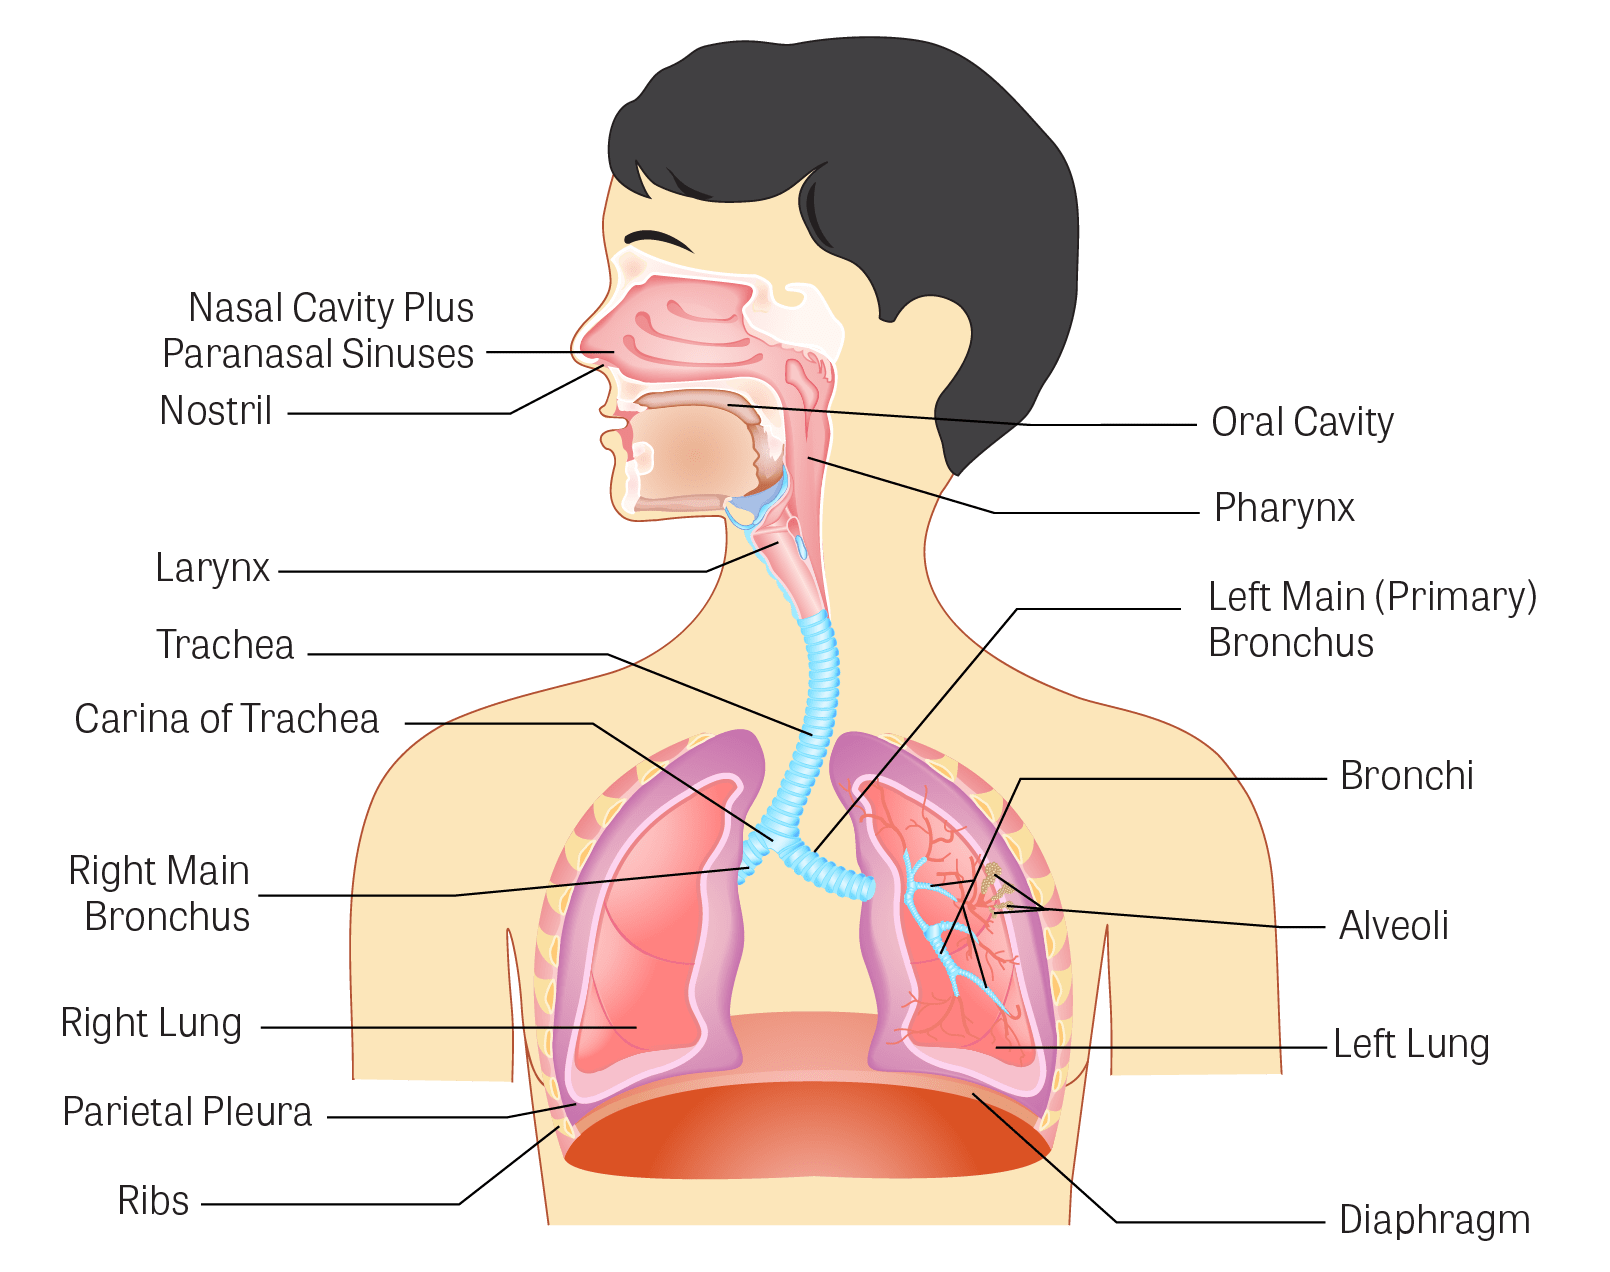 Nasal Cavity Plus
Paranasal Sinuses
Nostril
Larynx
Trachea
Carina of Trachea
Right Main
Bronchus
Right Lung
Parietal Pleura
Ribs
Oral Cavity
Pharynx
Left Main (Primary)
Bronchus
Bronchi
Alveoli
Left Lung
Diaphragm